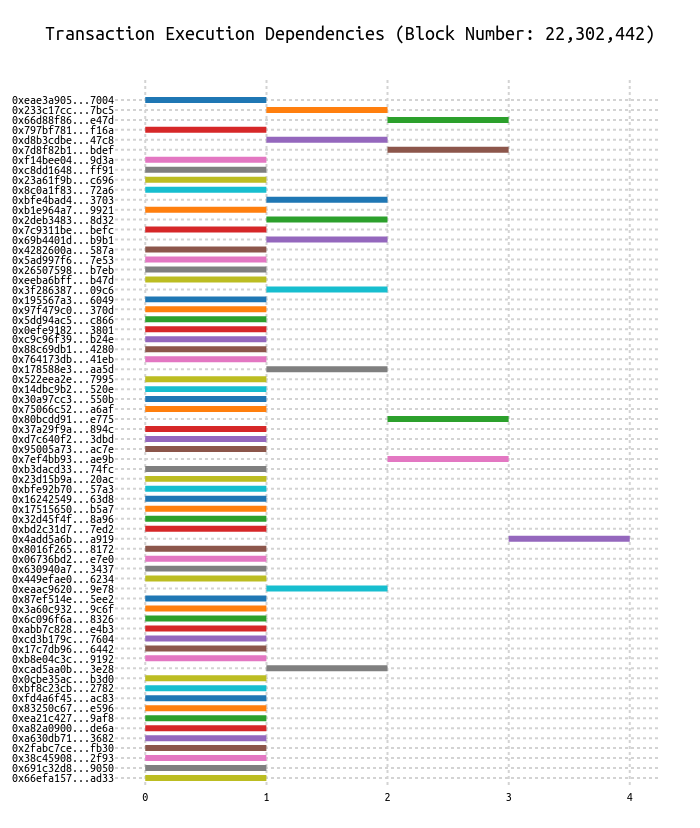 Transaction Execution Dependencies (Block Number: 22,302,442)
0xeae3a905...7004
0x233c17cc...7bc5
0x66d88f86...e47d
0x797bf781...f16a
0xd8b3cdbe...47c8
0x7d8f82b1...bdef
0xf14bee04...9d3a
0xc8dd1648...ff91
0x23a61f9b...c696
0x8c0a1f83...72a6
0xbfe4bad4...3703
0xb1e964a7...9921
0x2deb3483...8d32
0x7c9311be...befc
0x69b4401d...b9b1
0x4282600a...587a
0x5ad997f6...7e53
0x26507598...b7eb
0xeeba6bff...b47d
0x3f286387...09c6
0x195567a3...6049
0x97f479c0...370d
0x5dd94ac5...c866
0x0efe9182...3801
0xc9c96f39...b24e
0x88c69db1...4280
0x764173db...41eb
0x178588e3...aa5d
0x522eea2e...7995
0x14dbc9b2...520e
0x30a97cc3...550b
0x75066c52...a6af
0x80bcdd91...e775
0x37a29f9a...894c
0xd7c640f2...3dbd
0x95005a73...ac7e
0x7ef4bb93...ae9b
0xb3dacd33...74fc
0x23d15b9a...20ac
0xbfe92b70...57a3
0x16242549...63d8
0x17515650...b5a7
0x32d45f4f...8a96
0xbd2c31d7...7ed2
0x4add5a6b...a919
0x8016f265...8172
0x06736bd2...e7e0
0x630940a7...3437
0x449efae0...6234
0xeaac9620...9e78
0x87ef514e...5ee2
0x3a60c932...9c6f
0x6c096f6a...8326
0xabb7c828...e4b3
0xcd3b179c...7604
0x17c7db96...6442
0xb8e04c3c...9192
0xcad5aa0b...3e28
0x0cbe35ac...b3d0
0xbf8c23cb...2782
0xfd4a6f45...ac83
0x83250c67...e596
0xea21c427...9af8
0xa82a0900...de6a
0xa630db71...3682
0x2fabc7ce...fb30
0x38c45908...2f93
0x691c32d8...9050
0x66efa157...ad33
0 1 2 3 4